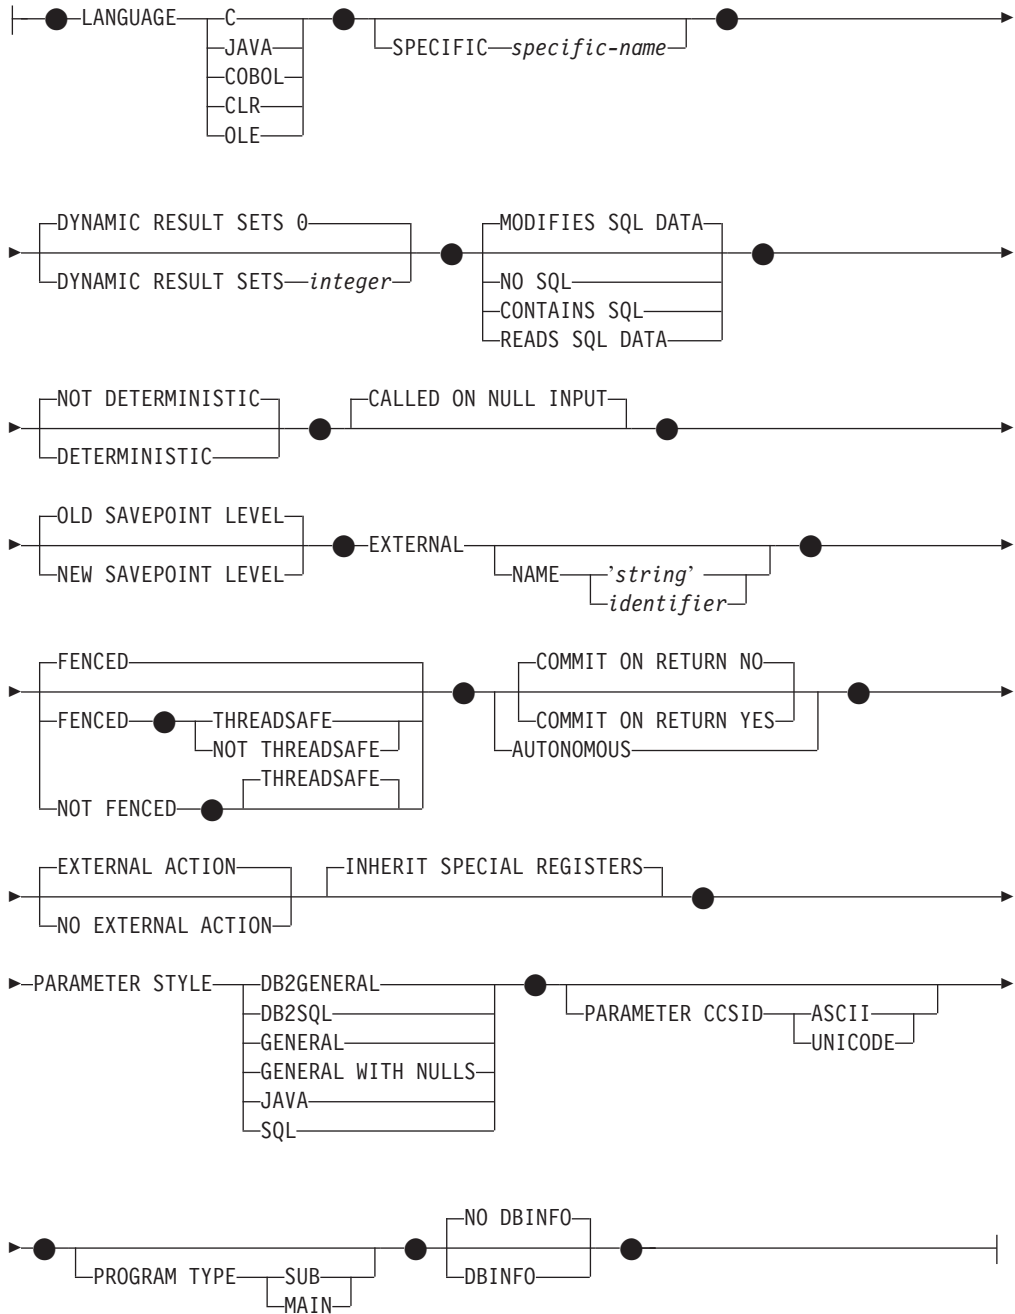 LANGUAGE C
JAVA
COBOL
CLR
OLE
SPECIFIC specific-name
DYNAMIC RESULT SETS 0
DYNAMIC RESULT SETS integer
MODIFIES SQL DATA
NO SQL
CONTAINS SQL
READS SQL DATA
NOT DETERMINISTIC
DETERMINISTIC
CALLED ON NULL INPUT
OLD SAVEPOINT LEVEL
NEW SAVEPOINT LEVEL
EXTERNAL
NAME 'string'
identifier
FENCED
FENCED THREADSAFE
NOT THREADSAFE
THREADSAFE
NOT FENCED
COMMIT ON RETURN NO
COMMIT ON RETURN YES
AUTONOMOUS
EXTERNAL ACTION
NO EXTERNAL ACTION
INHERIT SPECIAL REGISTERS
PARAMETER STYLE DB2GENERAL
DB2SQL
GENERAL
GENERAL WITH NULLS
JAVA
SQL
PARAMETER CCSID ASCII
UNICODE
PROGRAM TYPE SUB
MAIN
NO DBINFO
DBINFO